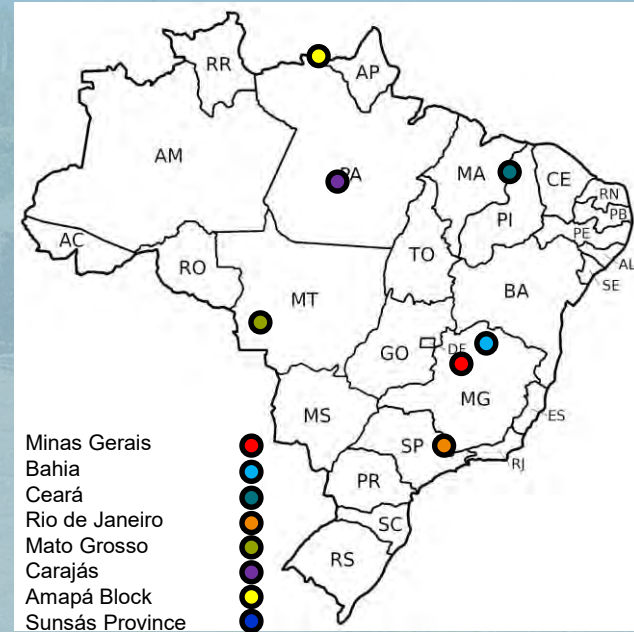 RR
AP
AM
PA
MA
CE
RN
PB
PI
PE
AC
TO
AL
RO
SE
MT
BA
GO
DF
MG
MS
ES
SP
RJ
PR
SC
RS
Minas Gerais
Bahia
Ceará
Rio de Janeiro
Mato Grosso
Carajás
Amapá Block
Sunsás Province